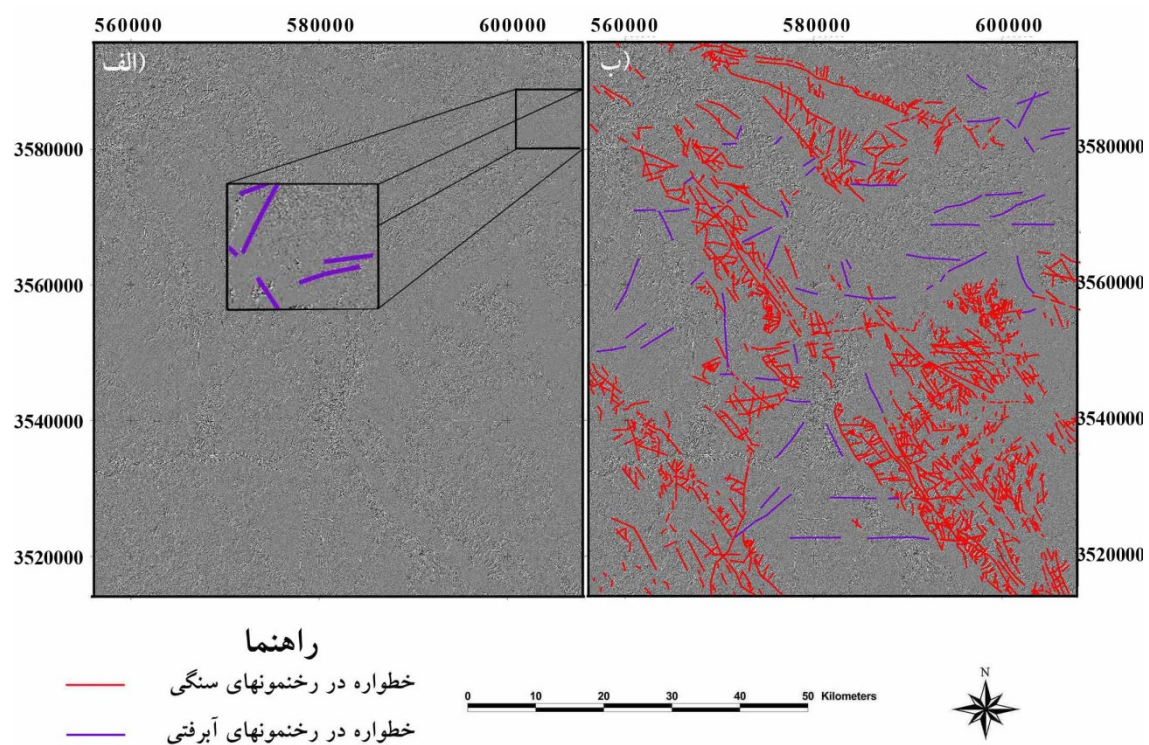 560000 580000 600000 560000 580000 600000
الف)
ب)
3580000 3580000
3560000 3560000
3540000 3540000
3520000 3520000
راهنما
خطواره در رخنمونهای سنگی
خطواره در رخنمونهای آبرفتی
0 10 20 30 40 50 Kilometers
N